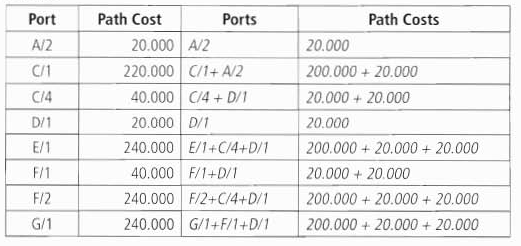 Port Path Cost Ports Path Costs
A/2 20.000 A/2 20.000
C/1 220.000 C/1+ A/2 200.000 + 20.000
C/4 40.000 C/4 + D/1 20.000 + 20.000
D/1 20.000 D/1 20.000
E/1 240.000 E/1+C/4+D/1 200.000 + 20.000 + 20.000
F/1 40.000 F/1+D/1 20.000 + 20.000
F/2 240.000 F/2+C/4+D/1 200.000 + 20.000 + 20.000
G/1 240.000 G/1+F/1+D/1 200.000 + 20.000 + 20.000